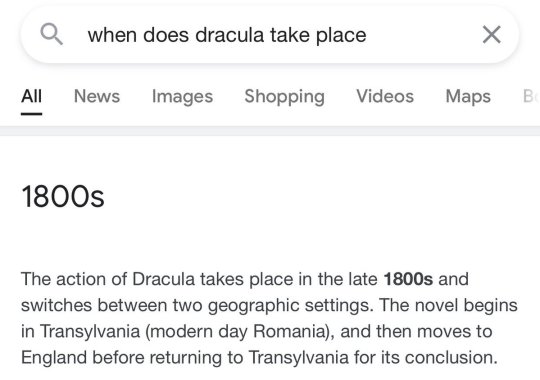 when does dracula take place
All News Images Shopping Videos Maps
1800s
The action of Dracula takes place in the late 1800s and
switches between two geographic settings. The novel begins
in Transylvania (modern day Romania), and then moves to
England before returning to Transylvania for its conclusion.